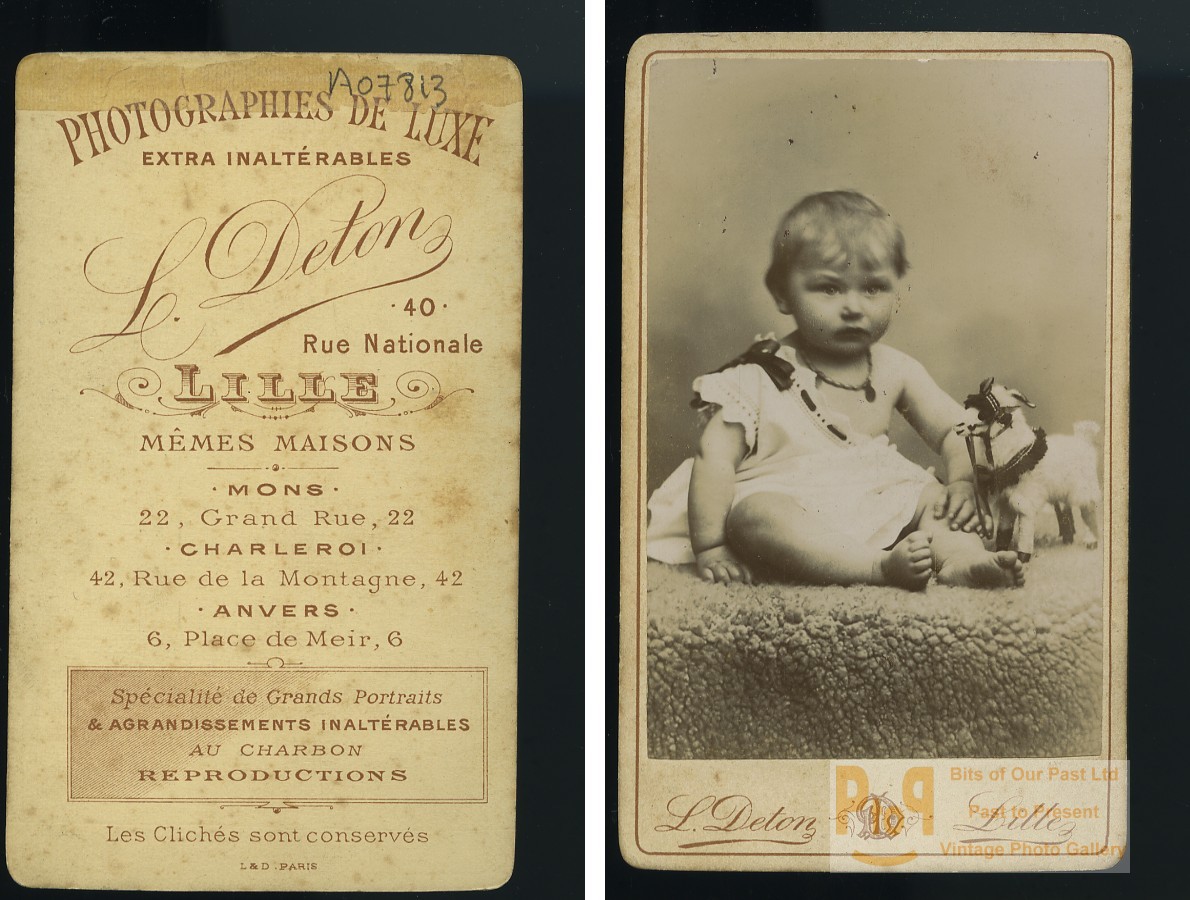 A07813
PHOTOGRAPHIES DE LUXE
EXTRA INALTÉRABLES
L. Deton
· 40 ·
Rue Nationale
LILLE
MÊMES MAISONS
· MONS ·
22, Grand Rue, 22
· CHARLEROI ·
42, Rue de la Montagne, 42
· ANVERS ·
6, Place de Meir, 6
Spécialité de Grands Portraits
& AGRANDISSEMENTS INALTÉRABLES
AU CHARBON
REPRODUCTIONS
Les Clichés sont conservés
L & D . PARIS
L. Deton
Lille
Bits of Our Past Ltd
Past to Present
Vintage Photo Gallery